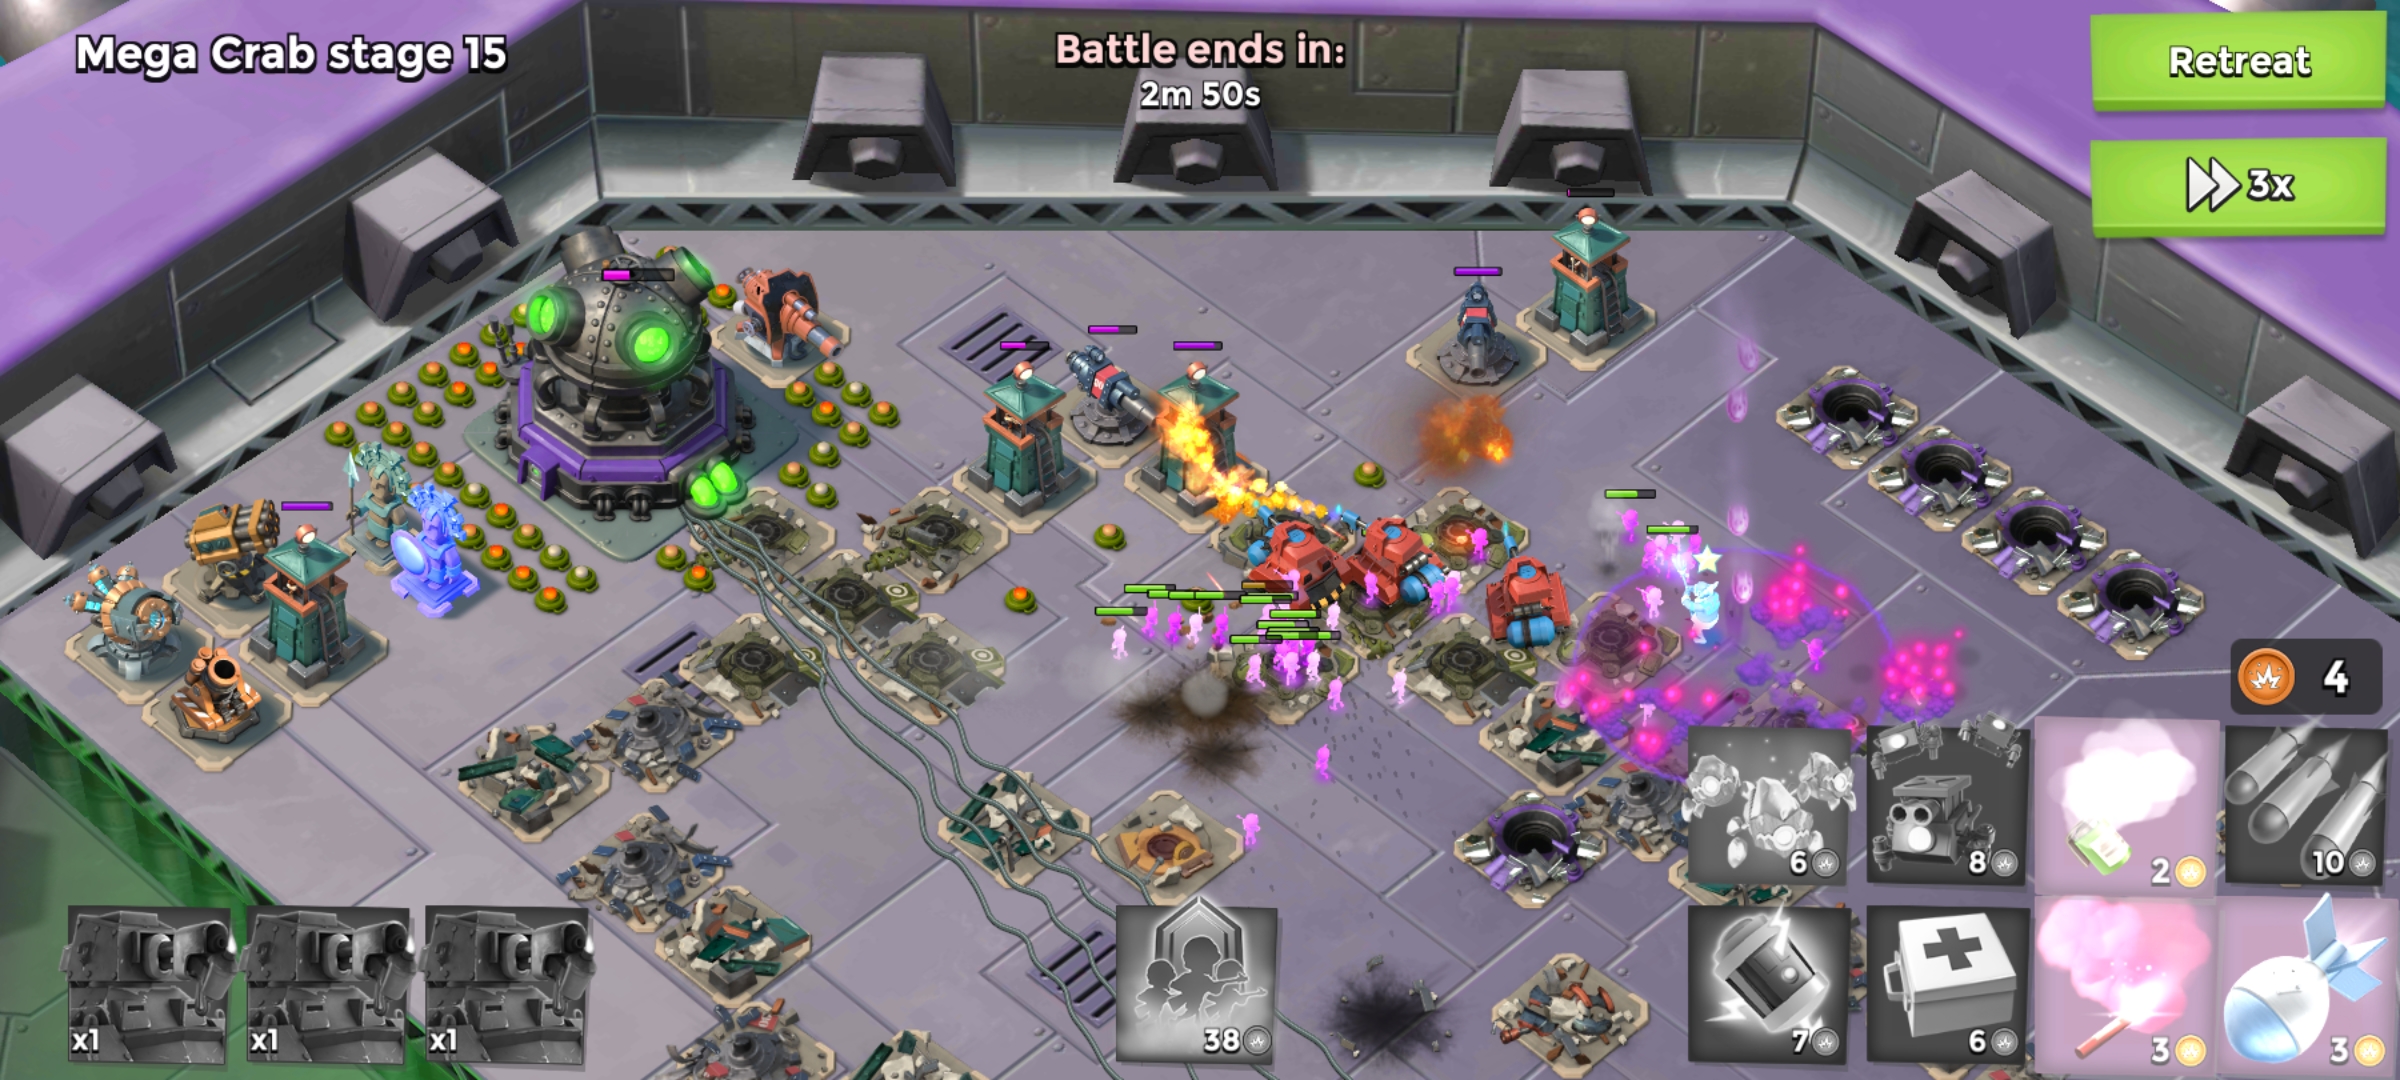 Mega Crab stage 15
Battle ends in:
2m 50s
Retreat
3x
4
6
8
2
10
x1
x1
x1
38
7
6
3
3